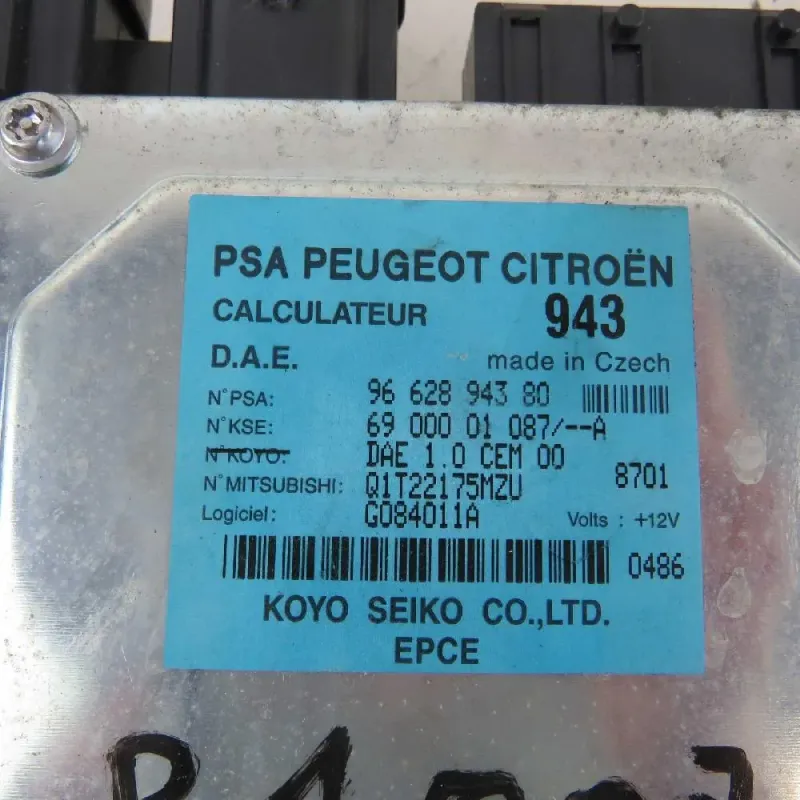 PSA PEUGEOT CITROËN
CALCULATEUR 943
D.A.E. made in Czech
N°PSA: 96 628 943 80
N°KSE: 69 000 01 087/--A
N°KOYO: DAE 1.0 CEM 00
N°MITSUBISHI: Q1T22175MZU 8701
Logiciel: G084011A Volts : +12V
0486
KOYO SEIKO CO.,LTD.
EPCE